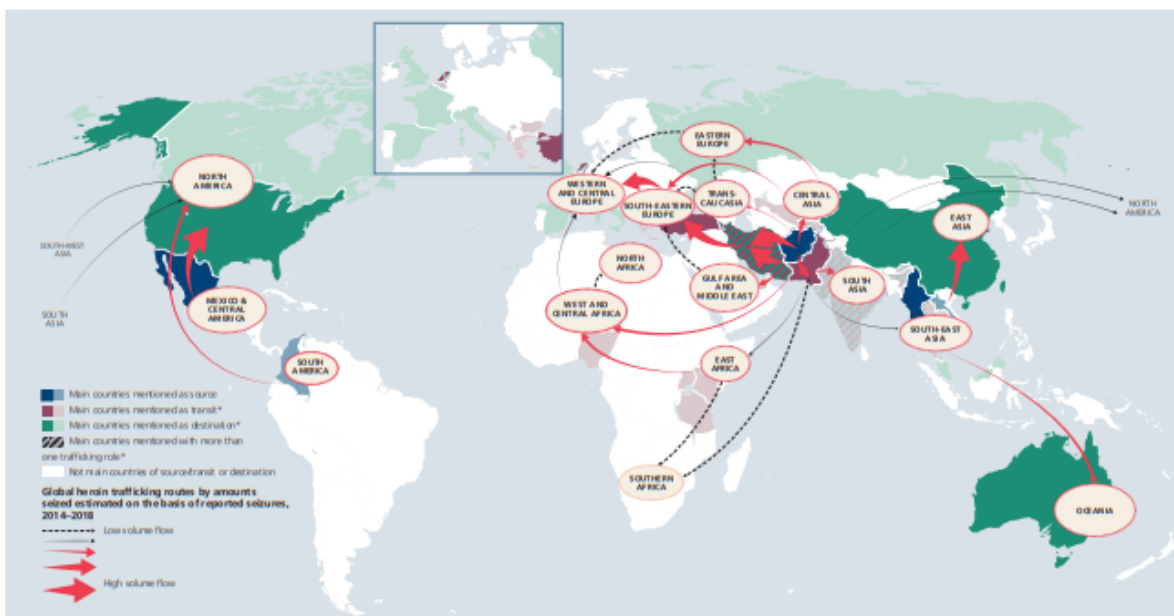 EASTERN
EUROPE
NORTH
AMERICA
WESTERN
AND CENTRAL
EUROPE
SOUTH-EASTERN
EUROPE
TRANS-
CAUCASIA
CENTRAL
ASIA
NORTH
AMERICA
EAST
ASIA
SOUTH-WEST
ASIA
NORTH
AFRICA
GULF AREA
AND
MIDDLE EAST
SOUTH
ASIA
SOUTH
ASIA
MEXICO &
CENTRAL
AMERICA
WEST AND
CENTRAL AFRICA
SOUTH-EAST
ASIA
SOUTH
AMERICA
EAST
AFRICA
SOUTHERN
AFRICA
OCEANIA
Main countries mentioned as source
Main countries mentioned as transit*
Main countries mentioned as destination*
Main countries mentioned with more than
one trafficking role*
Not main countries of source/transit or destination
Global heroin trafficking routes by amounts
seized estimated on the basis of reported seizures,
2014–2018
Low volume flow
High volume flow